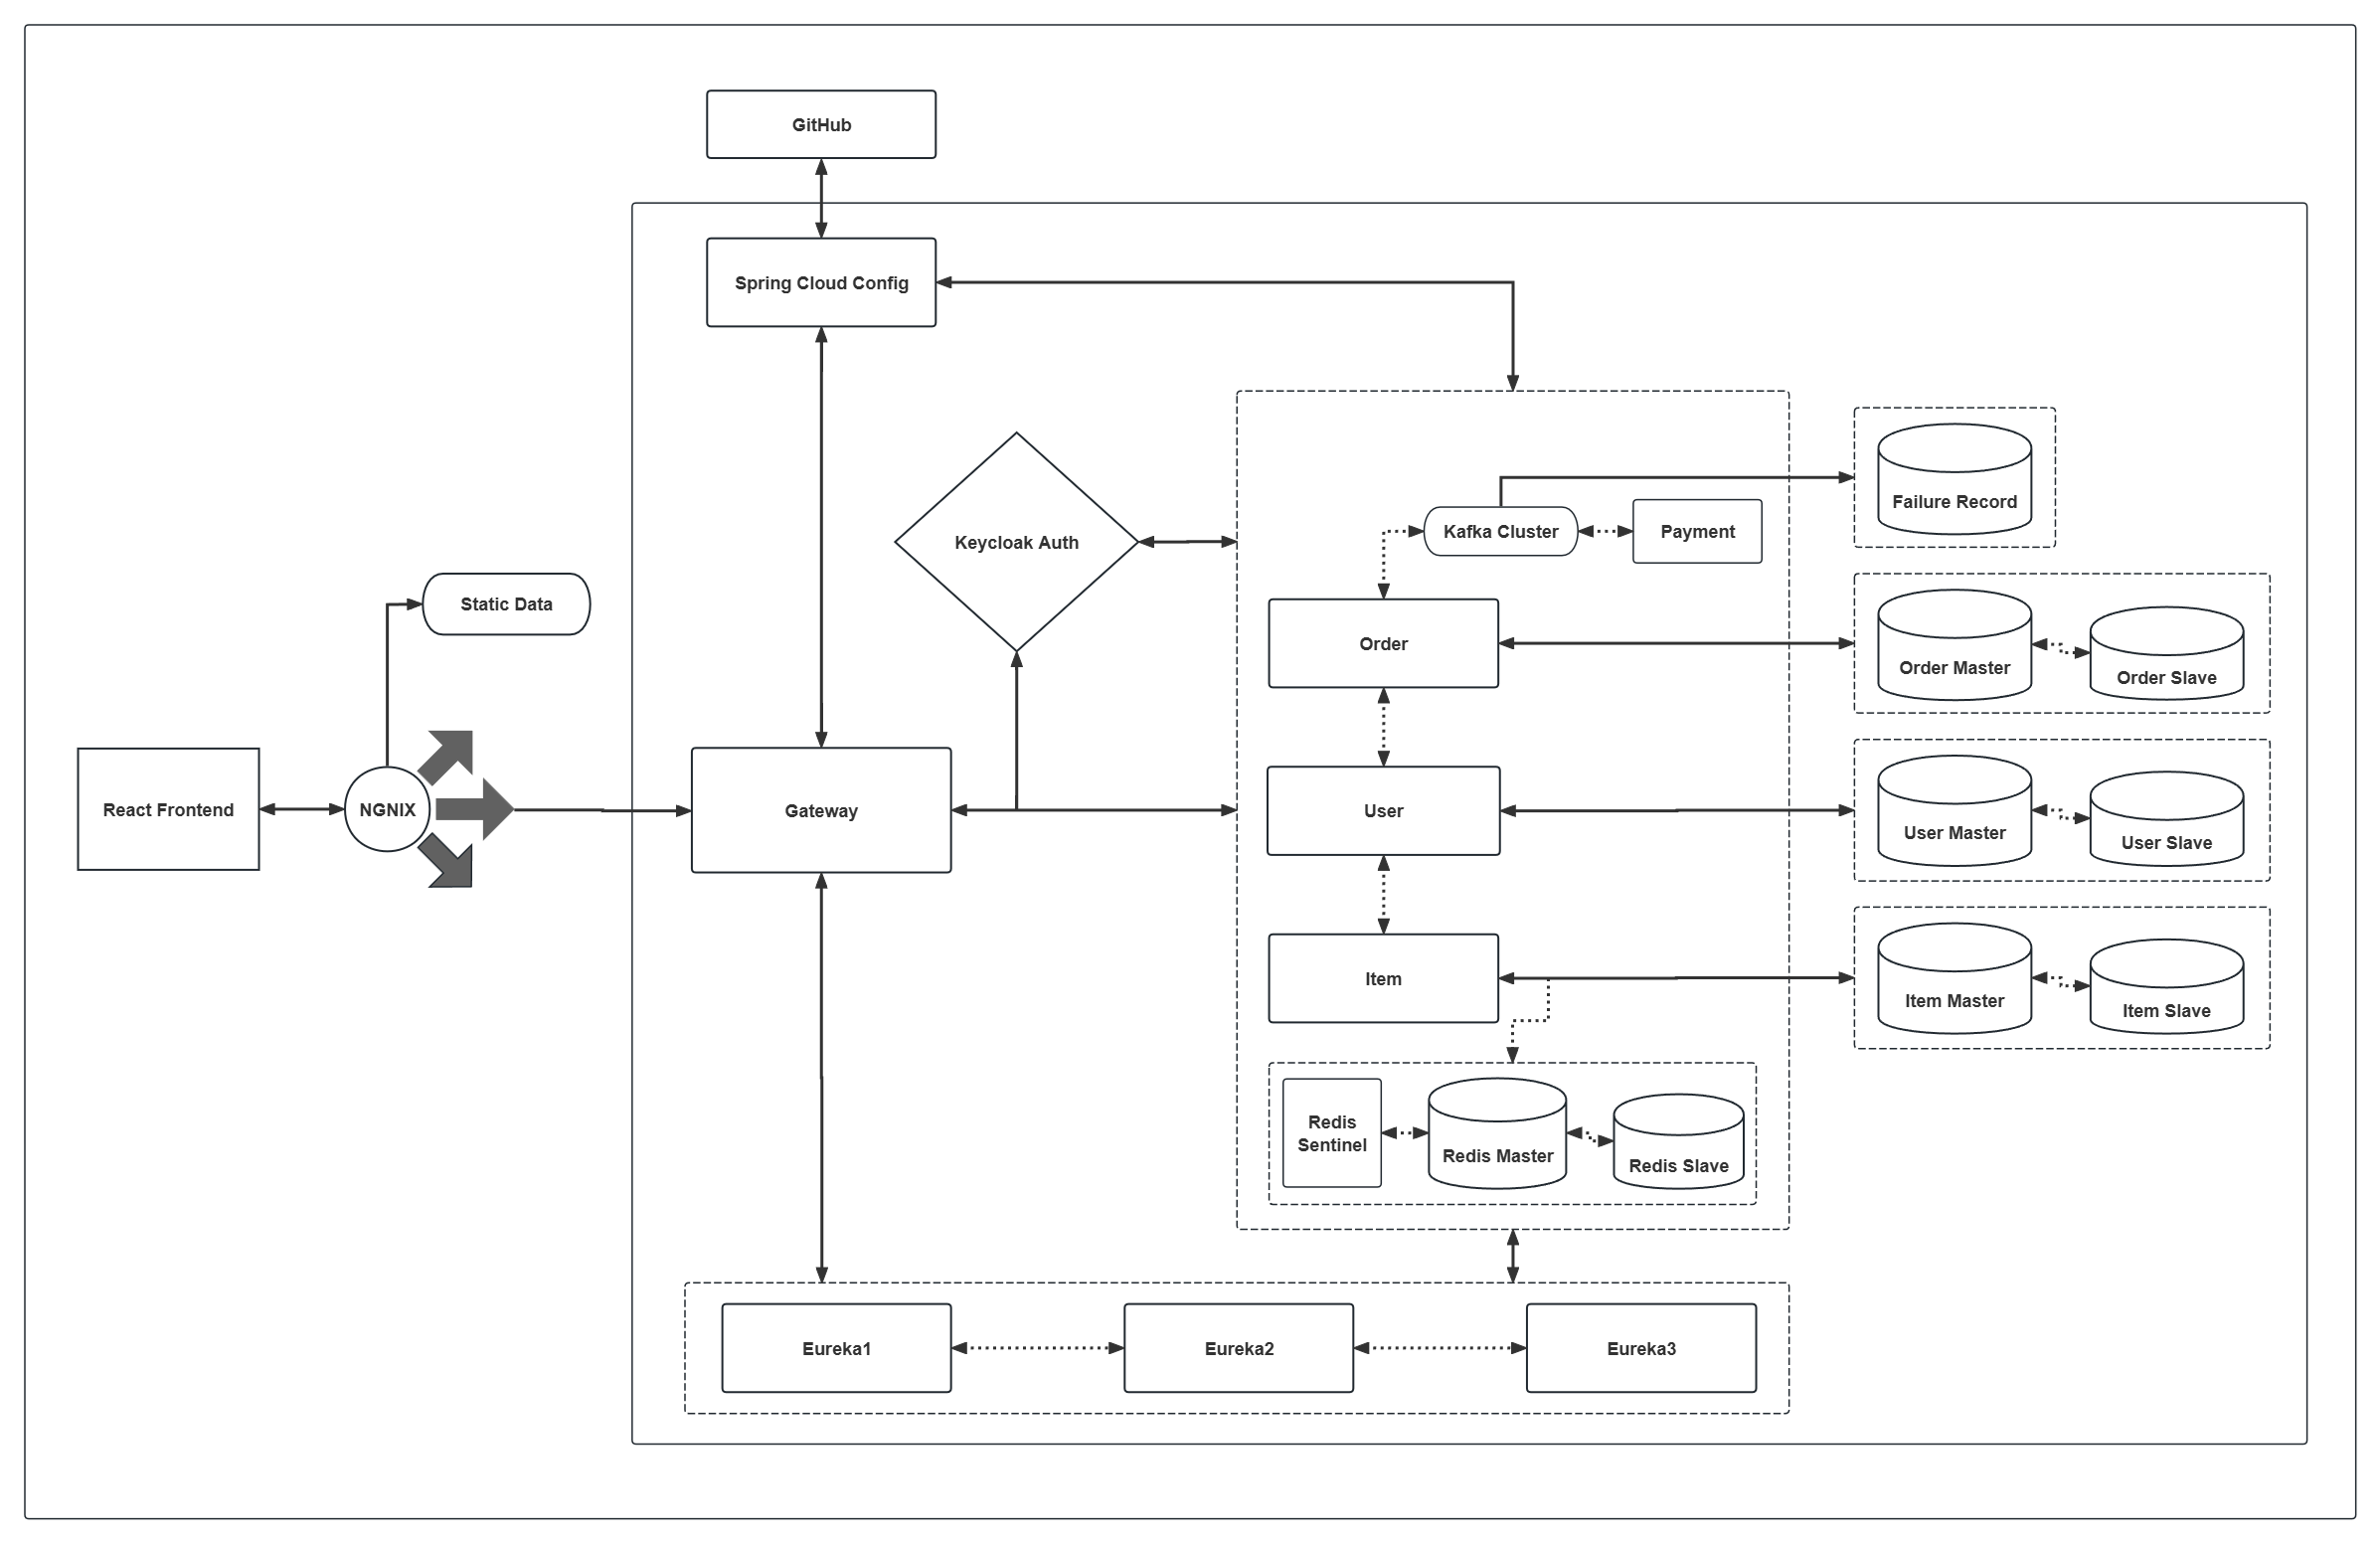 GitHub
Spring Cloud Config
Keycloak Auth
Kafka Cluster
Payment
Failure Record
Static Data
Order
Order Master
Order Slave
React Frontend
NGNIX
Gateway
User
User Master
User Slave
Item
Item Master
Item Slave
Redis
Sentinel
Redis Master
Redis Slave
Eureka1
Eureka2
Eureka3